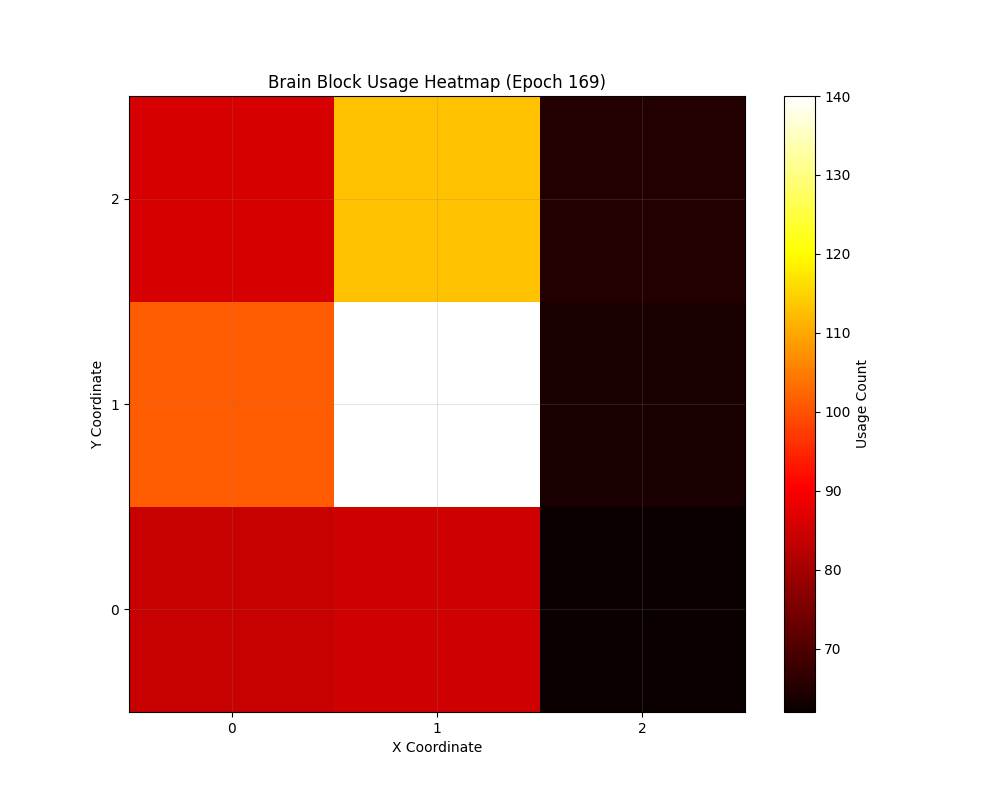 Brain Block Usage Heatmap (Epoch 169)
2
1
0
Y Coordinate
0 1 2
X Coordinate
140
130
120
110
100
90
80
70
Usage Count